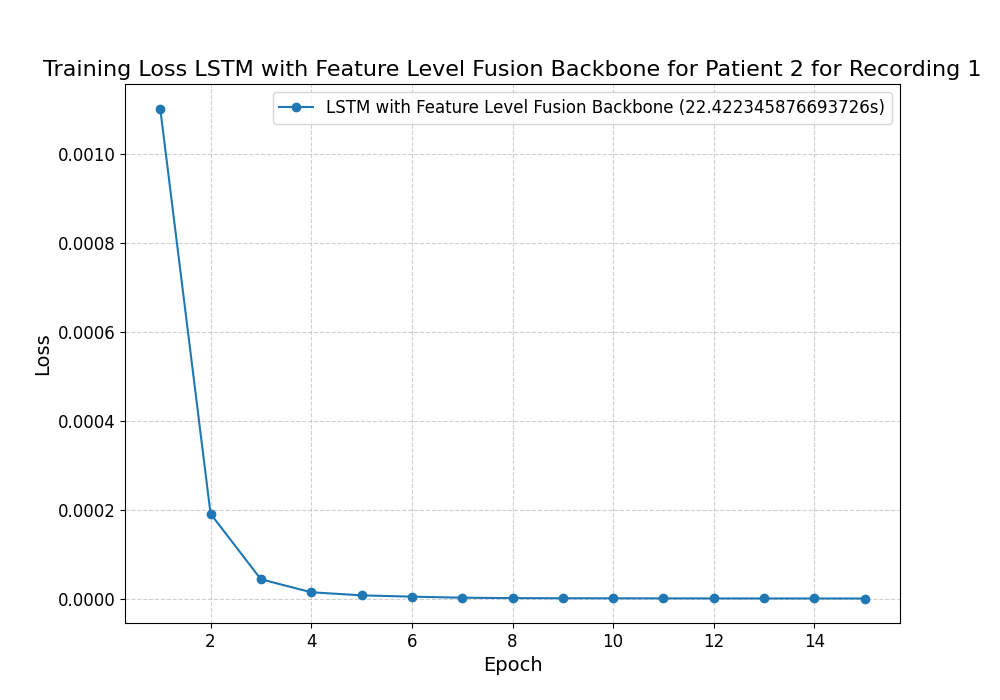 Training Loss LSTM with Feature Level Fusion Backbone for Patient 2 for Recording 1
LSTM with Feature Level Fusion Backbone (22.422345876693726s)
0.0010
0.0008
0.0006
0.0004
0.0002
0.0000
Loss
2 4 6 8 10 12 14
Epoch